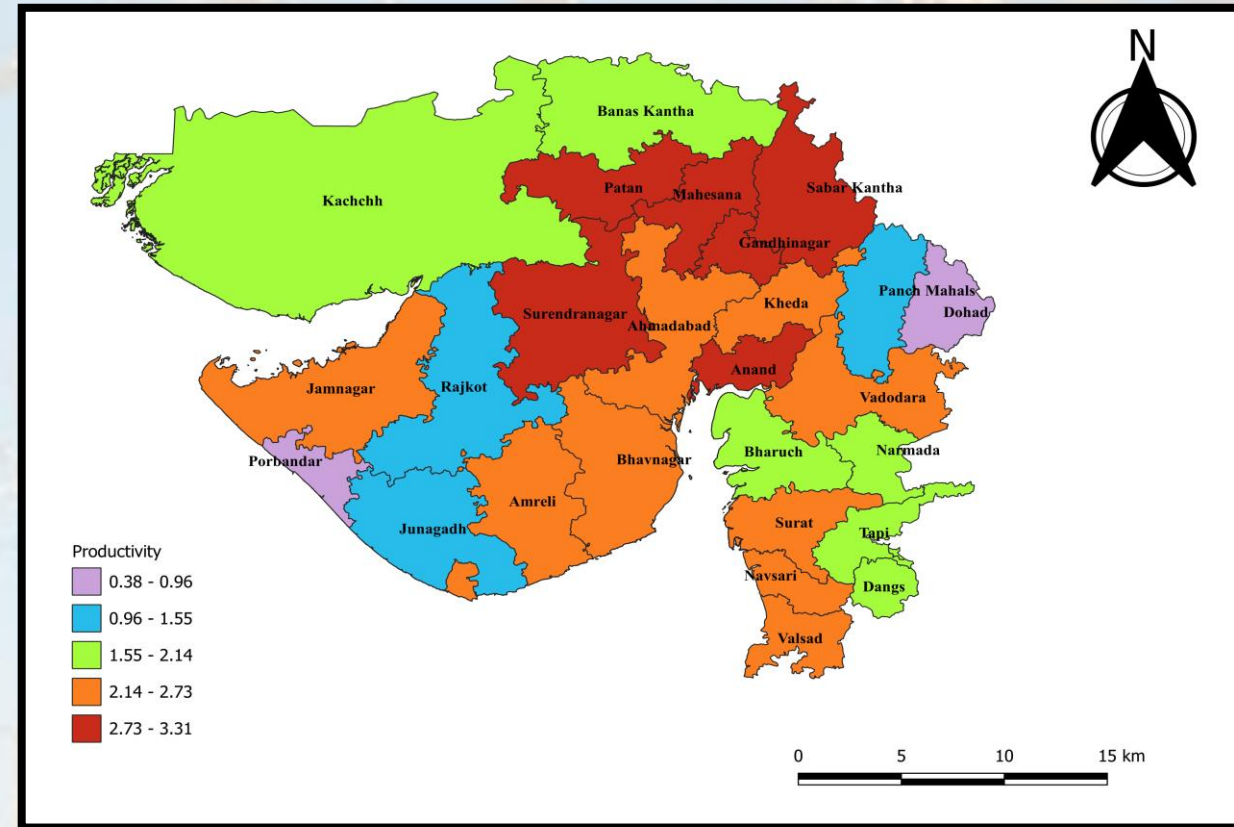 N
Banas Kantha
Kachchh
Patan
Mahesana
Sabar Kantha
Gandhinagar
Panch Mahals
Dohad
Surendranagar
Ahmadabad
Kheda
Anand
Jamnagar
Rajkot
Vadodara
Porbandar
Bhavnagar
Bharuch
Narmada
Junagadh
Amreli
Surat
Tapi
Navsari
Dangs
Valsad
Productivity
0.38 - 0.96
0.96 - 1.55
1.55 - 2.14
2.14 - 2.73
2.73 - 3.31
0 5 10 15 km